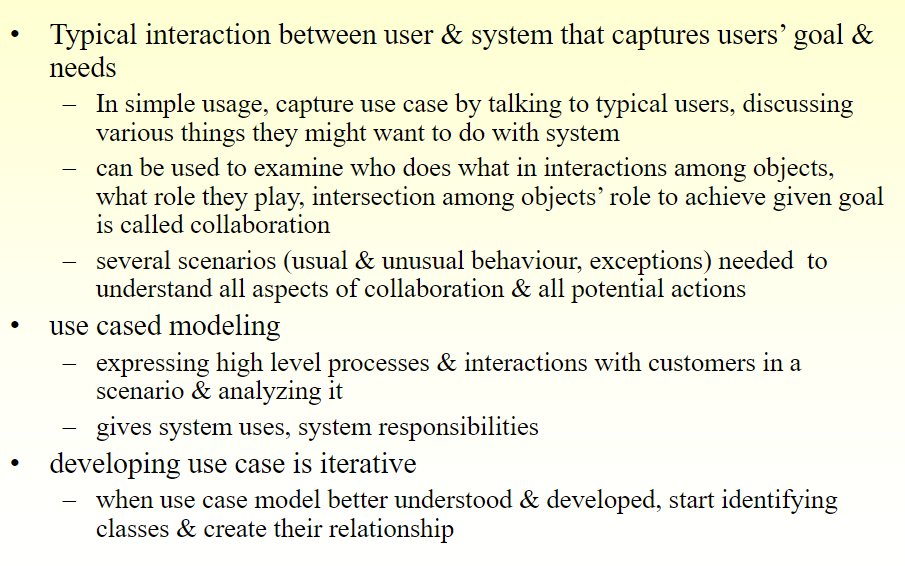 • Typical interaction between user & system that captures users’ goal &
needs
– In simple usage, capture use case by talking to typical users, discussing
various things they might want to do with system
– can be used to examine who does what in interactions among objects,
what role they play, intersection among objects’ role to achieve given goal
is called collaboration
– several scenarios (usual & unusual behaviour, exceptions) needed to
understand all aspects of collaboration & all potential actions
• use cased modeling
– expressing high level processes & interactions with customers in a
scenario & analyzing it
– gives system uses, system responsibilities
• developing use case is iterative
– when use case model better understood & developed, start identifying
classes & create their relationship